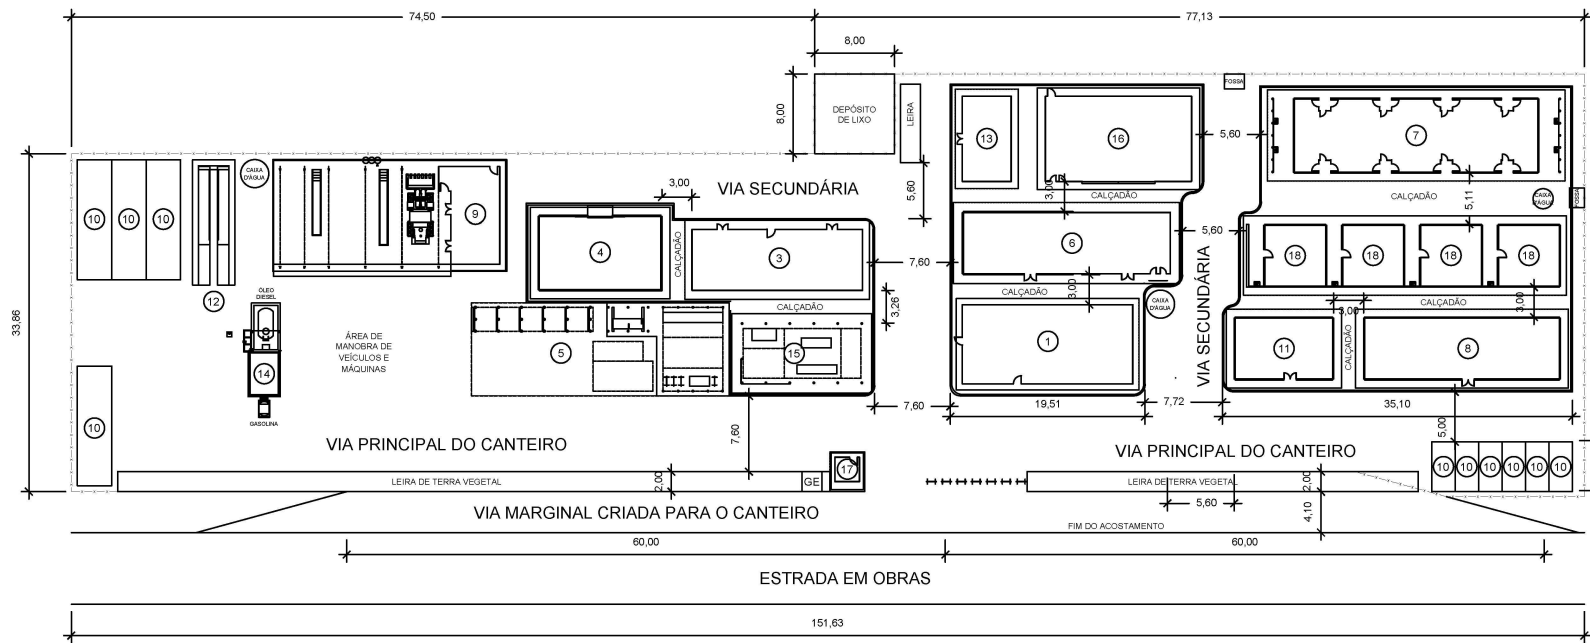 74,50
77,13
8,00
8,00
DEPÓSITO
DE LIXO
LEIRA
FOSSA
13
16
5,60
7
CAIXA
D'ÁGUA
3,00
VIA SECUNDÁRIA
5,60
3,00
CALÇADÃO
CALÇADÃO
5,11
CAIXA
D'ÁGUA
FOSSA
10
10
10
9
4
CALÇADÃO
3
7,60
6
5,60
VIA SECUNDÁRIA
18
18
18
18
12
ÓLEO
DIESEL
33,86
CALÇADÃO
3,26
CALÇADÃO
3,00
CAIXA
D'ÁGUA
3,00
CALÇADÃO
3,00
ÁREA DE
MANOBRA DE
VEÍCULOS E
MÁQUINAS
5
15
1
11
CALÇADÃO
8
14
GASOLINA
10
7,60
19,51
7,72
35,10
7,60
5,00
VIA PRINCIPAL DO CANTEIRO
VIA PRINCIPAL DO CANTEIRO
17
10
10
10
10
10
10
LEIRA DE TERRA VEGETAL
2,00
GE
LEIRA DE TERRA VEGETAL
2,00
5,60
4,10
VIA MARGINAL CRIADA PARA O CANTEIRO
FIM DO ACOSTAMENTO
60,00
60,00
ESTRADA EM OBRAS
151,63